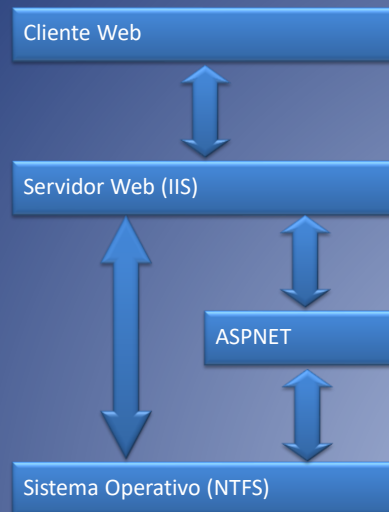 Cliente Web
Servidor Web (IIS)
ASPNET
Sistema Operativo (NTFS)